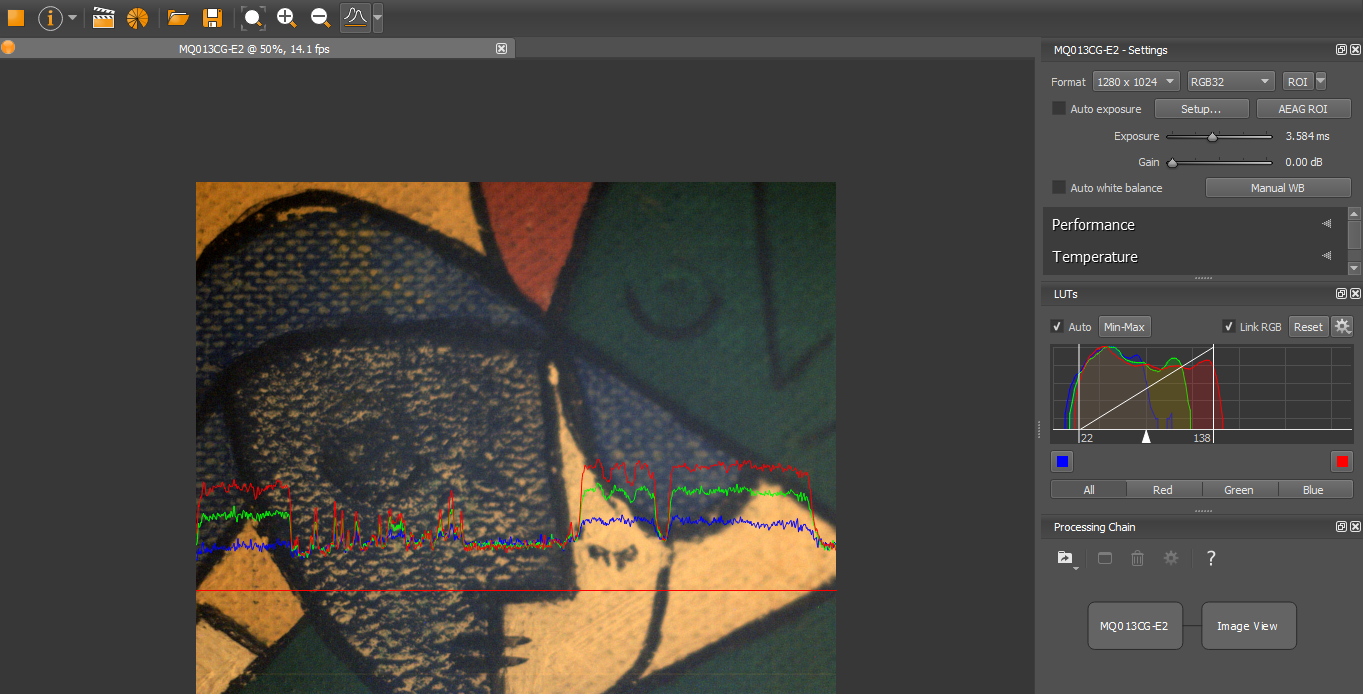 MQ013CG-E2 @ 50%, 14.1 fps
MQ013CG-E2 - Settings
Format 1280 x 1024 RGB32 ROI
Auto exposure Setup... AEAG ROI
Exposure 3.584 ms
Gain 0.00 dB
Auto white balance Manual WB
Performance
Temperature
LUTs
Auto Min-Max Link RGB Reset
22 138
All Red Green Blue
Processing Chain
?
MQ013CG-E2 Image View